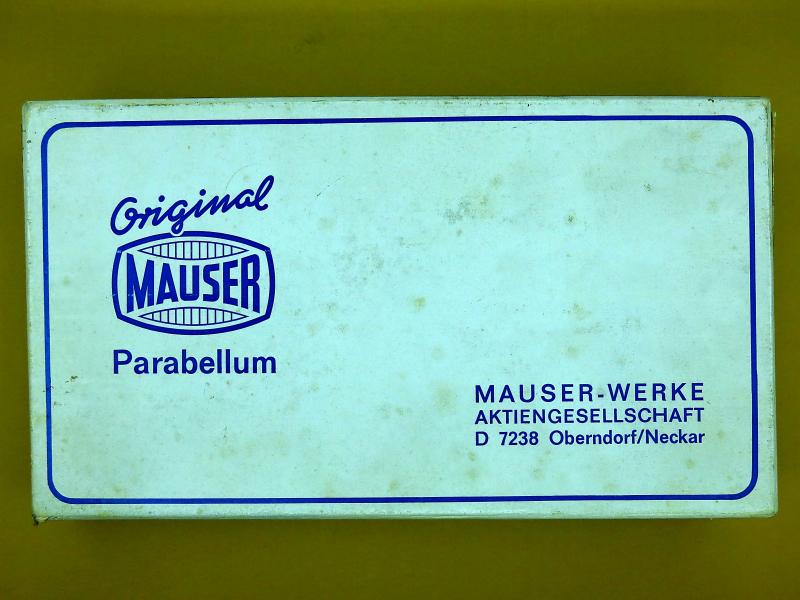 Original
MAUSER
Parabellum
MAUSER-WERKE
AKTIENGESELLSCHAFT
D 7238 Oberndorf/Neckar